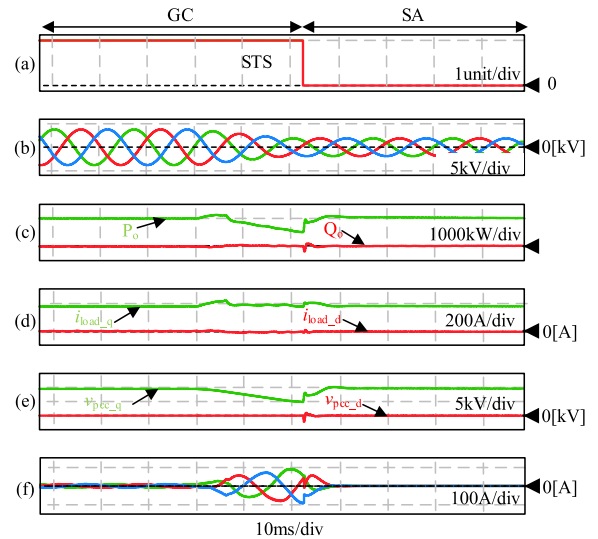 GC SA
(a) STS 1unit/div 0
(b) 0[kV]
5kV/div
(c) Po Qo 1000kW/div
(d) iload_q iload_d 200A/div 0[A]
(e) vpcc_q vpcc_d 5kV/div 0[kV]
(f) 100A/div 0[A]
10ms/div